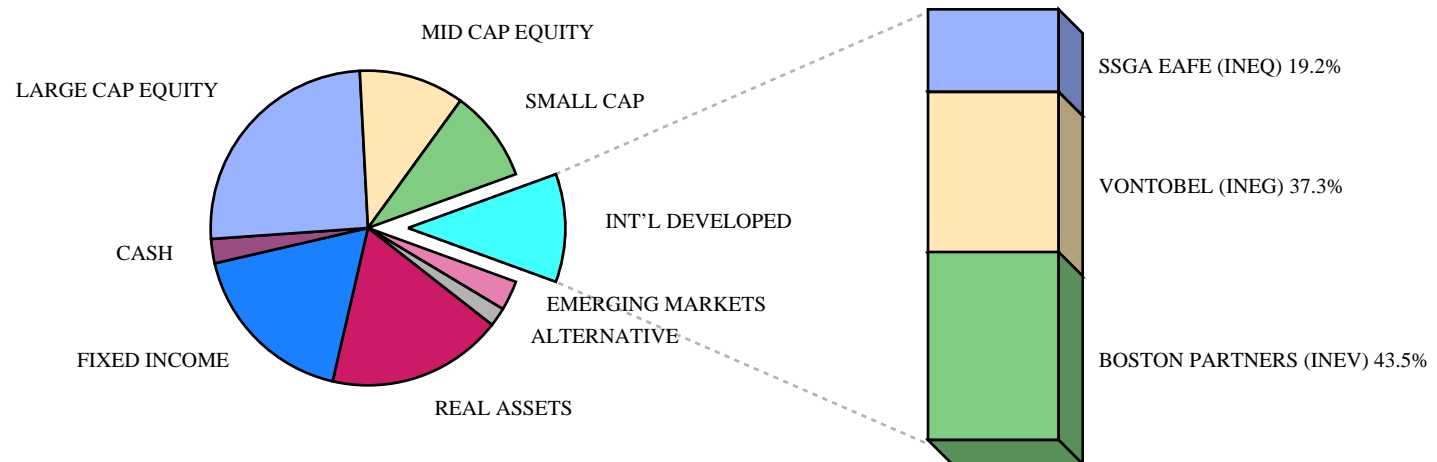 MID CAP EQUITY
LARGE CAP EQUITY
SMALL CAP
INT'L DEVELOPED
CASH
EMERGING MARKETS
ALTERNATIVE
FIXED INCOME
REAL ASSETS
SSGA EAFE (INEQ) 19.2%
VONTOBEL (INEG) 37.3%
BOSTON PARTNERS (INEV) 43.5%